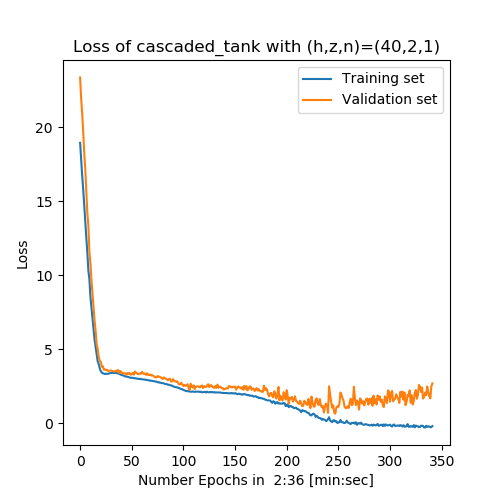 Loss of cascaded_tank with (h,z,n)=(40,2,1)
Training set
Validation set
20
15
10
5
0
Loss
0 50 100 150 200 250 300 350
Number Epochs in  2:36 [min:sec]